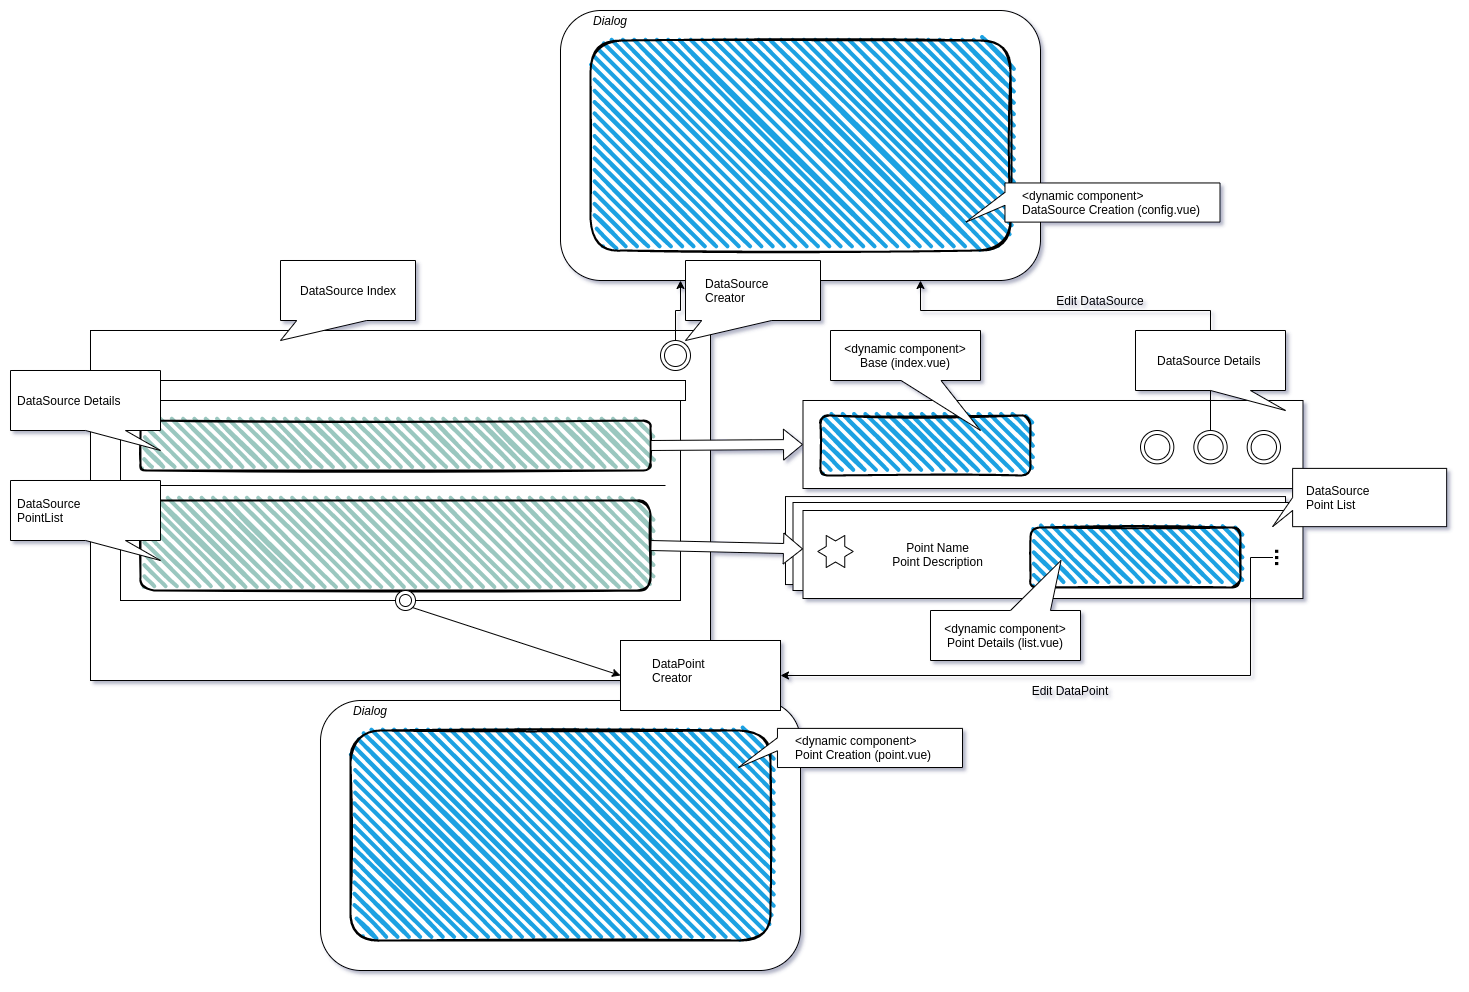 Dialog
<dynamic component>
DataSource Creation (config.vue)
DataSource Index
DataSource
Creator
Edit DataSource
<dynamic component>
Base (index.vue)
DataSource Details
DataSource Details
DataSource
PointList
DataSource
Point List
Point Name
Point Description
<dynamic component>
Point Details (list.vue)
DataPoint
Creator
Edit DataPoint
Dialog
<dynamic component>
Point Creation (point.vue)